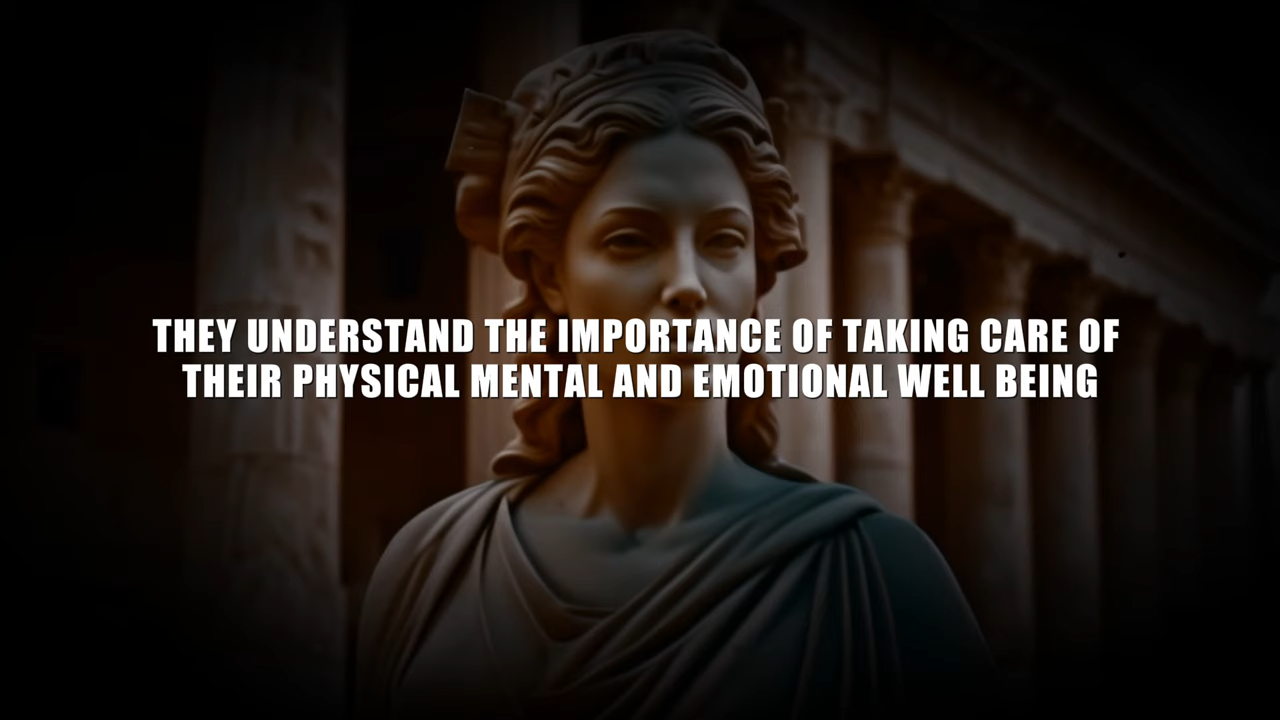 THEY UNDERSTAND THE IMPORTANCE OF TAKING CARE OF
THEIR PHYSICAL MENTAL AND EMOTIONAL WELL BEING